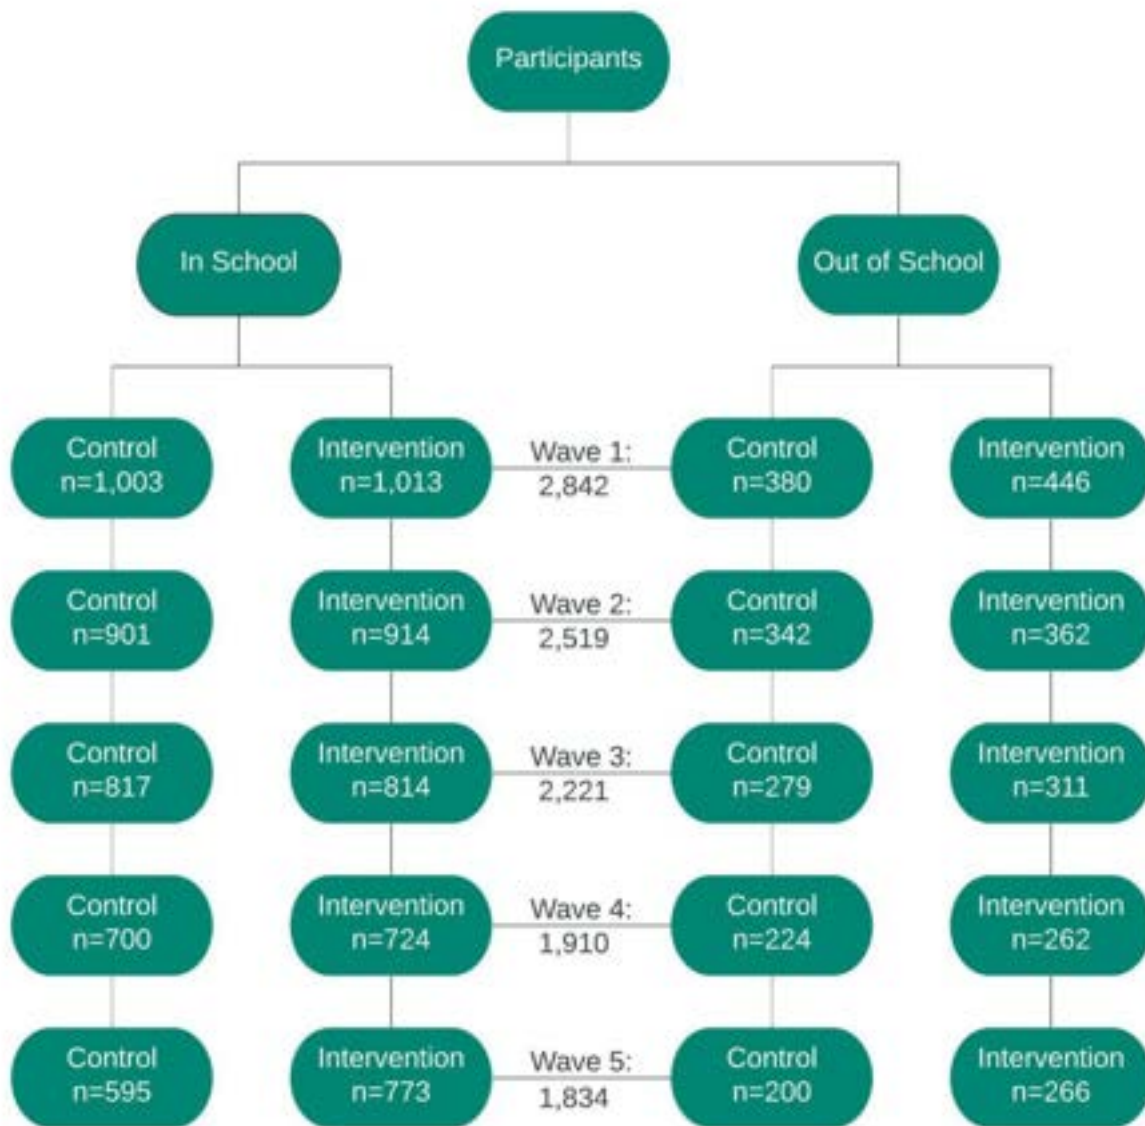 Participants
In School
Out of School
Control
n=1,003
Intervention
n=1,013
Wave 1:
2,842
Control
n=380
Intervention
n=446
Control
n=901
Intervention
n=914
Wave 2:
2,519
Control
n=342
Intervention
n=362
Control
n=817
Intervention
n=814
Wave 3:
2,221
Control
n=279
Intervention
n=311
Control
n=700
Intervention
n=724
Wave 4:
1,910
Control
n=224
Intervention
n=262
Control
n=595
Intervention
n=773
Wave 5:
1,834
Control
n=200
Intervention
n=266